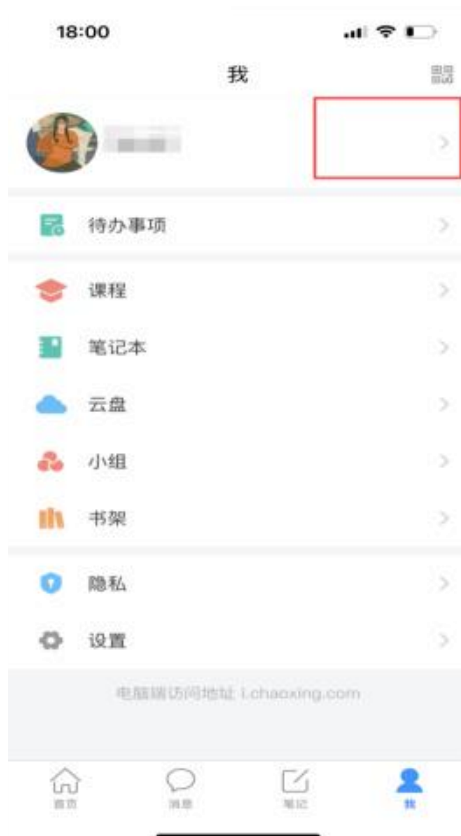 18:00
我
待办事项
课程
笔记本
云盘
小组
书架
隐私
设置
电脑端访问地址 i.chaoxing.com
首页 消息 笔记 我